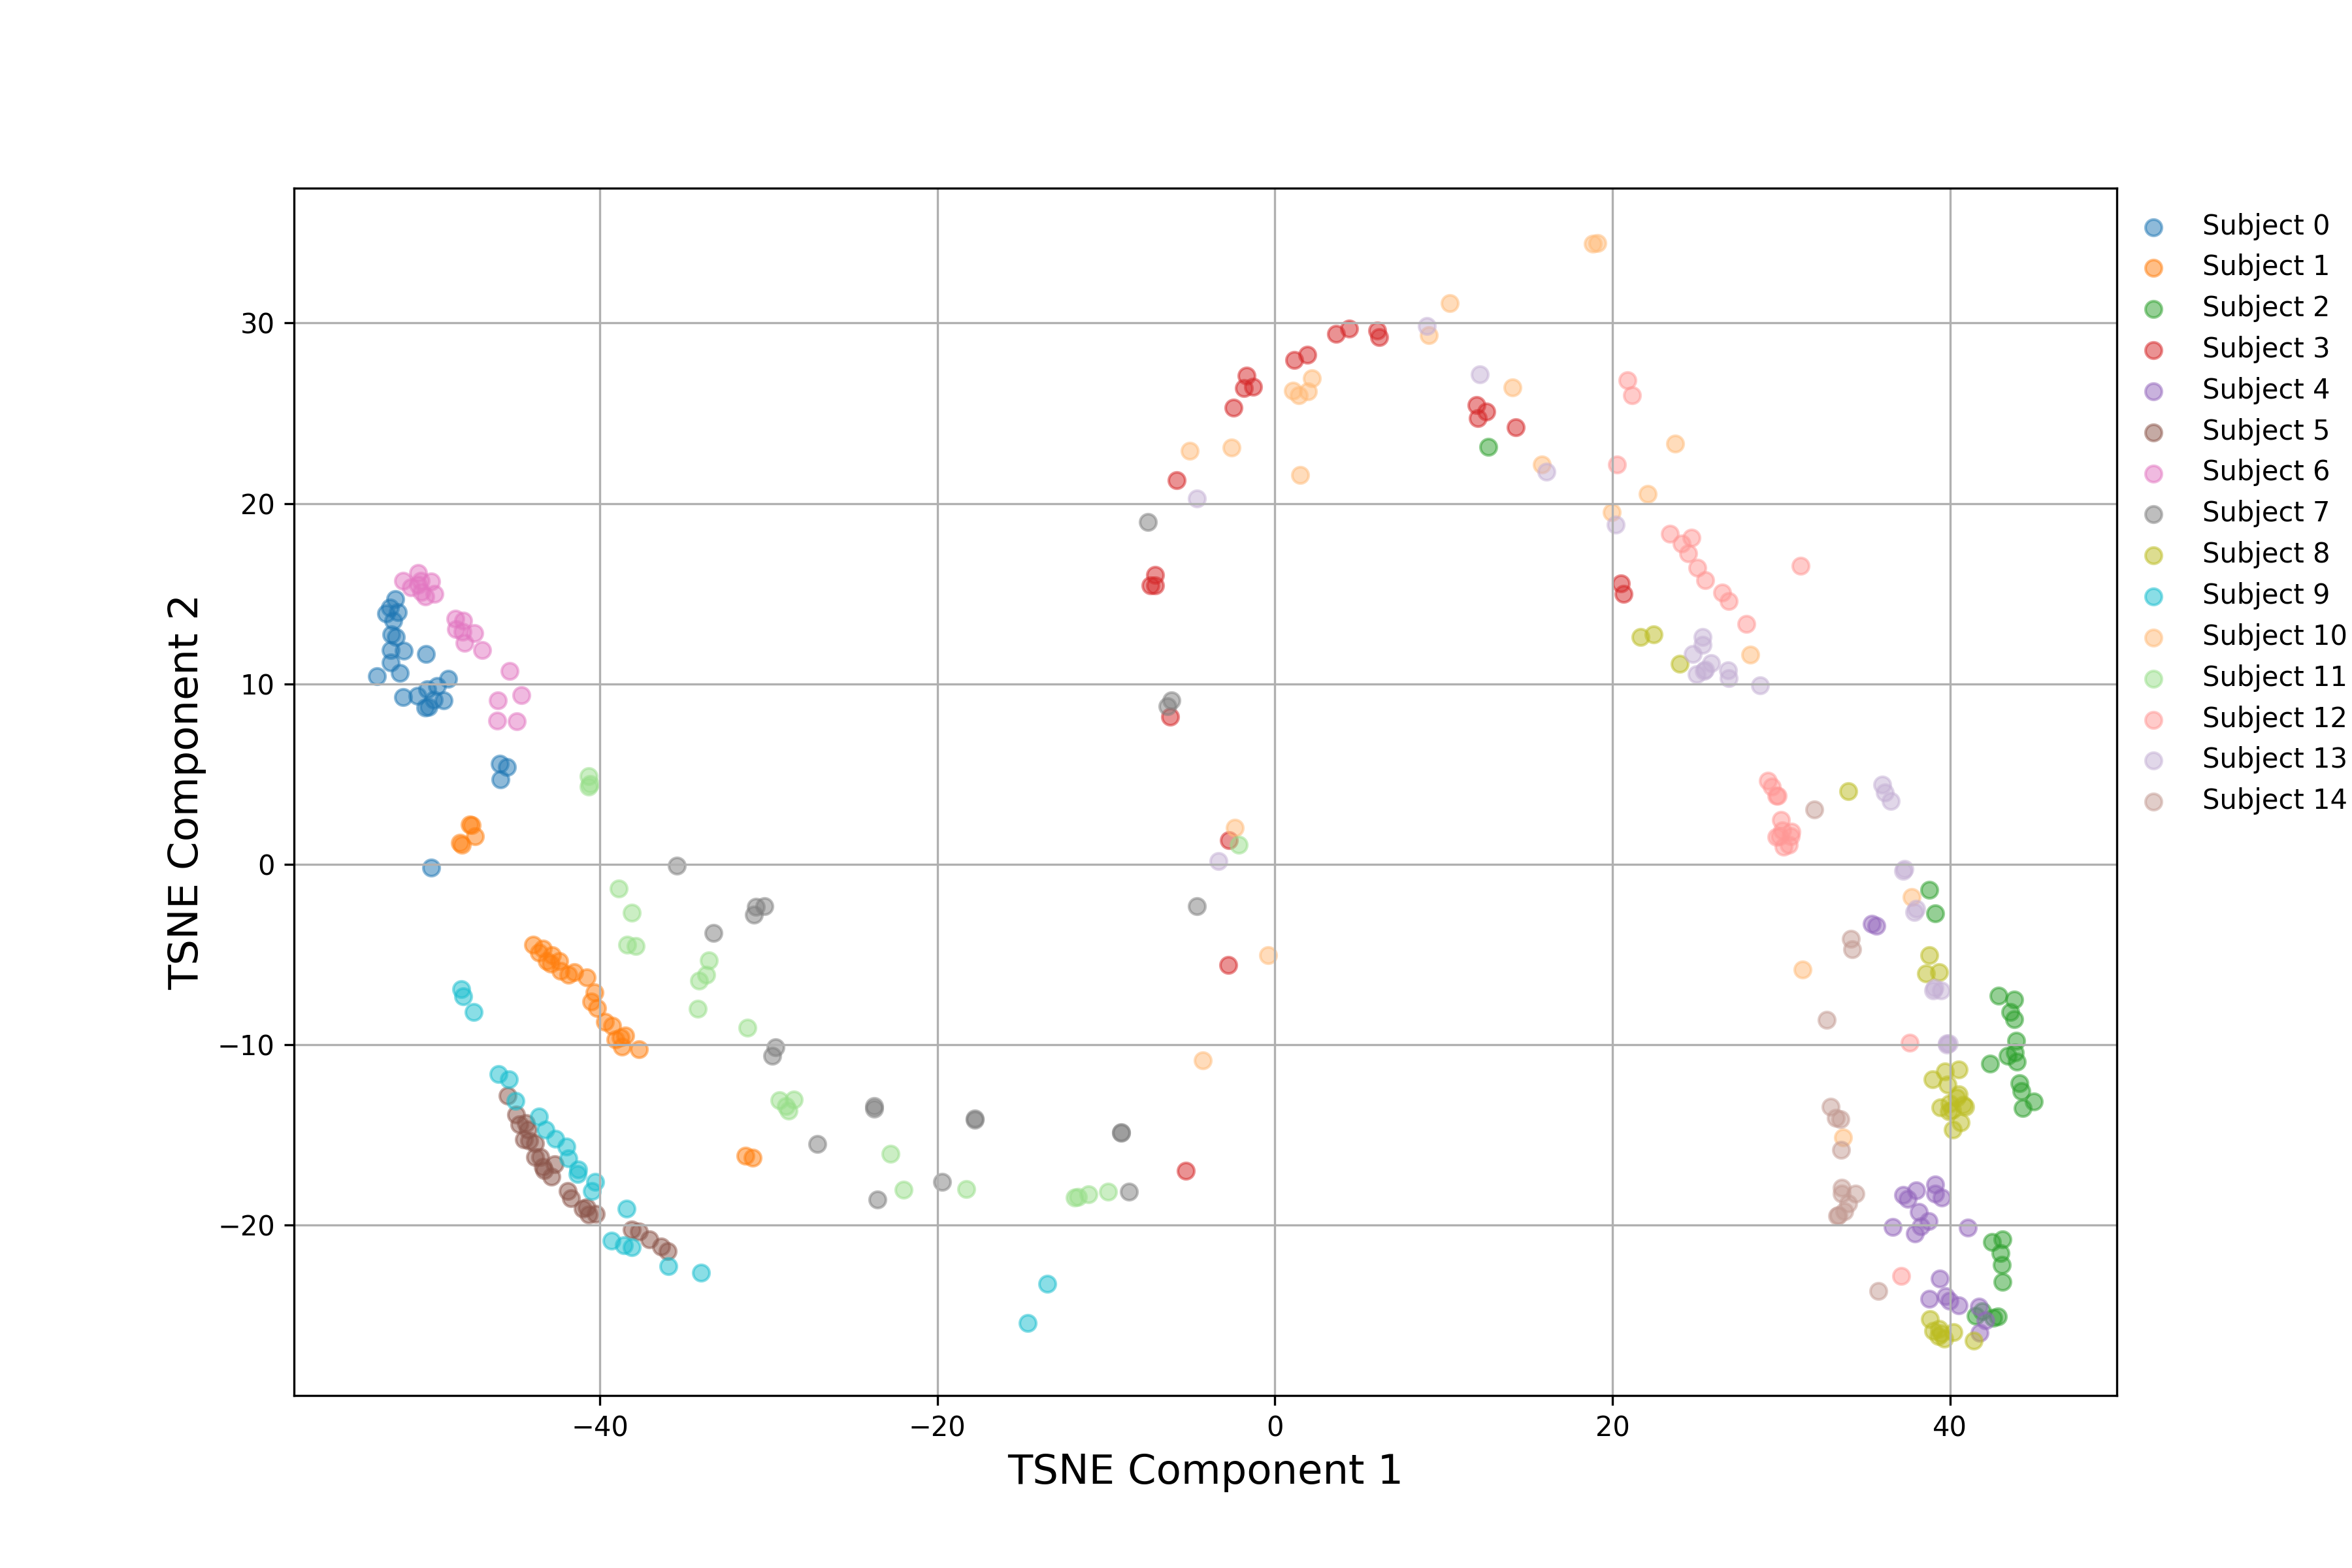 Subject 0
Subject 1
Subject 2
Subject 3
Subject 4
Subject 5
Subject 6
Subject 7
Subject 8
Subject 9
Subject 10
Subject 11
Subject 12
Subject 13
Subject 14
30
20
10
0
−10
−20
TSNE Component 2
−40
−20
0
20
40
TSNE Component 1